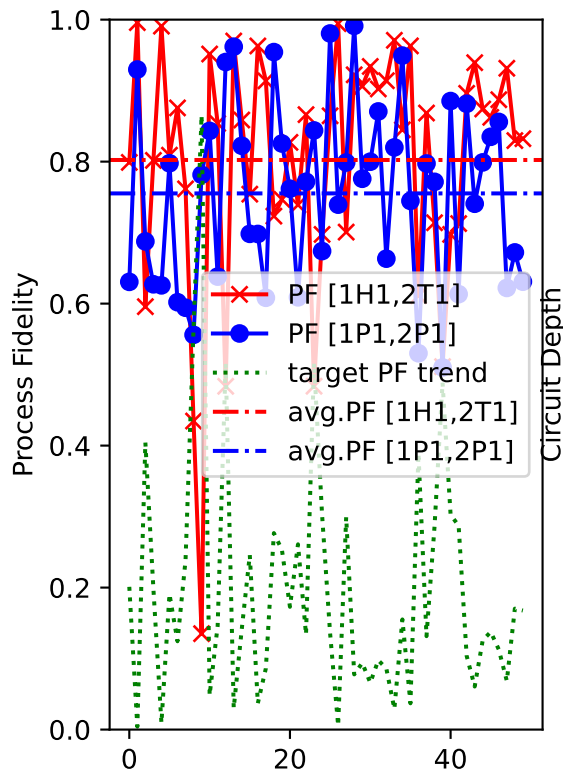 1.0
0.8
0.6
0.4
0.2
0.0
Process Fidelity
PF [1H1,2T1]
PF [1P1,2P1]
target PF trend
avg.PF [1H1,2T1]
avg.PF [1P1,2P1]
Circuit Depth
0
20
40